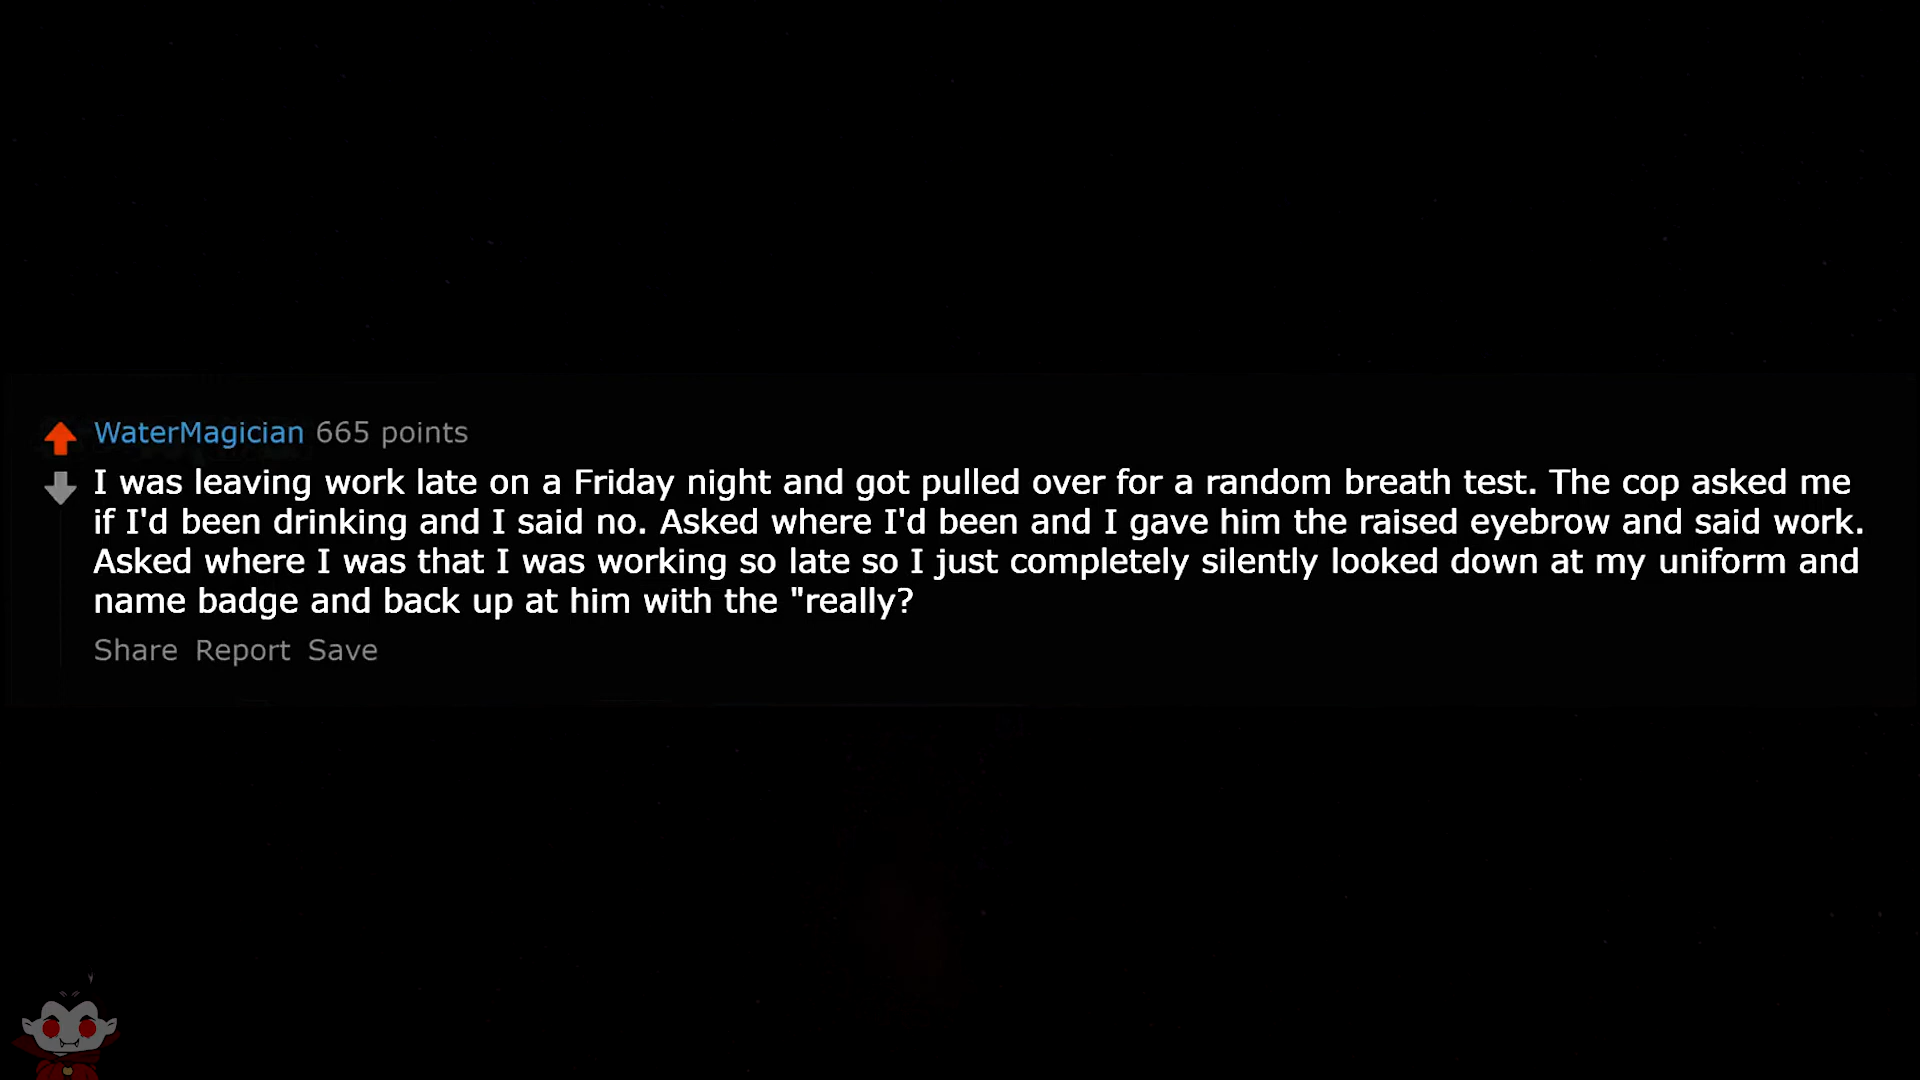 WaterMagician 665 points
I was leaving work late on a Friday night and got pulled over for a random breath test. The cop asked me
if I'd been drinking and I said no. Asked where I'd been and I gave him the raised eyebrow and said work.
Asked where I was that I was working so late so I just completely silently looked down at my uniform and
name badge and back up at him with the "really?
Share Report Save